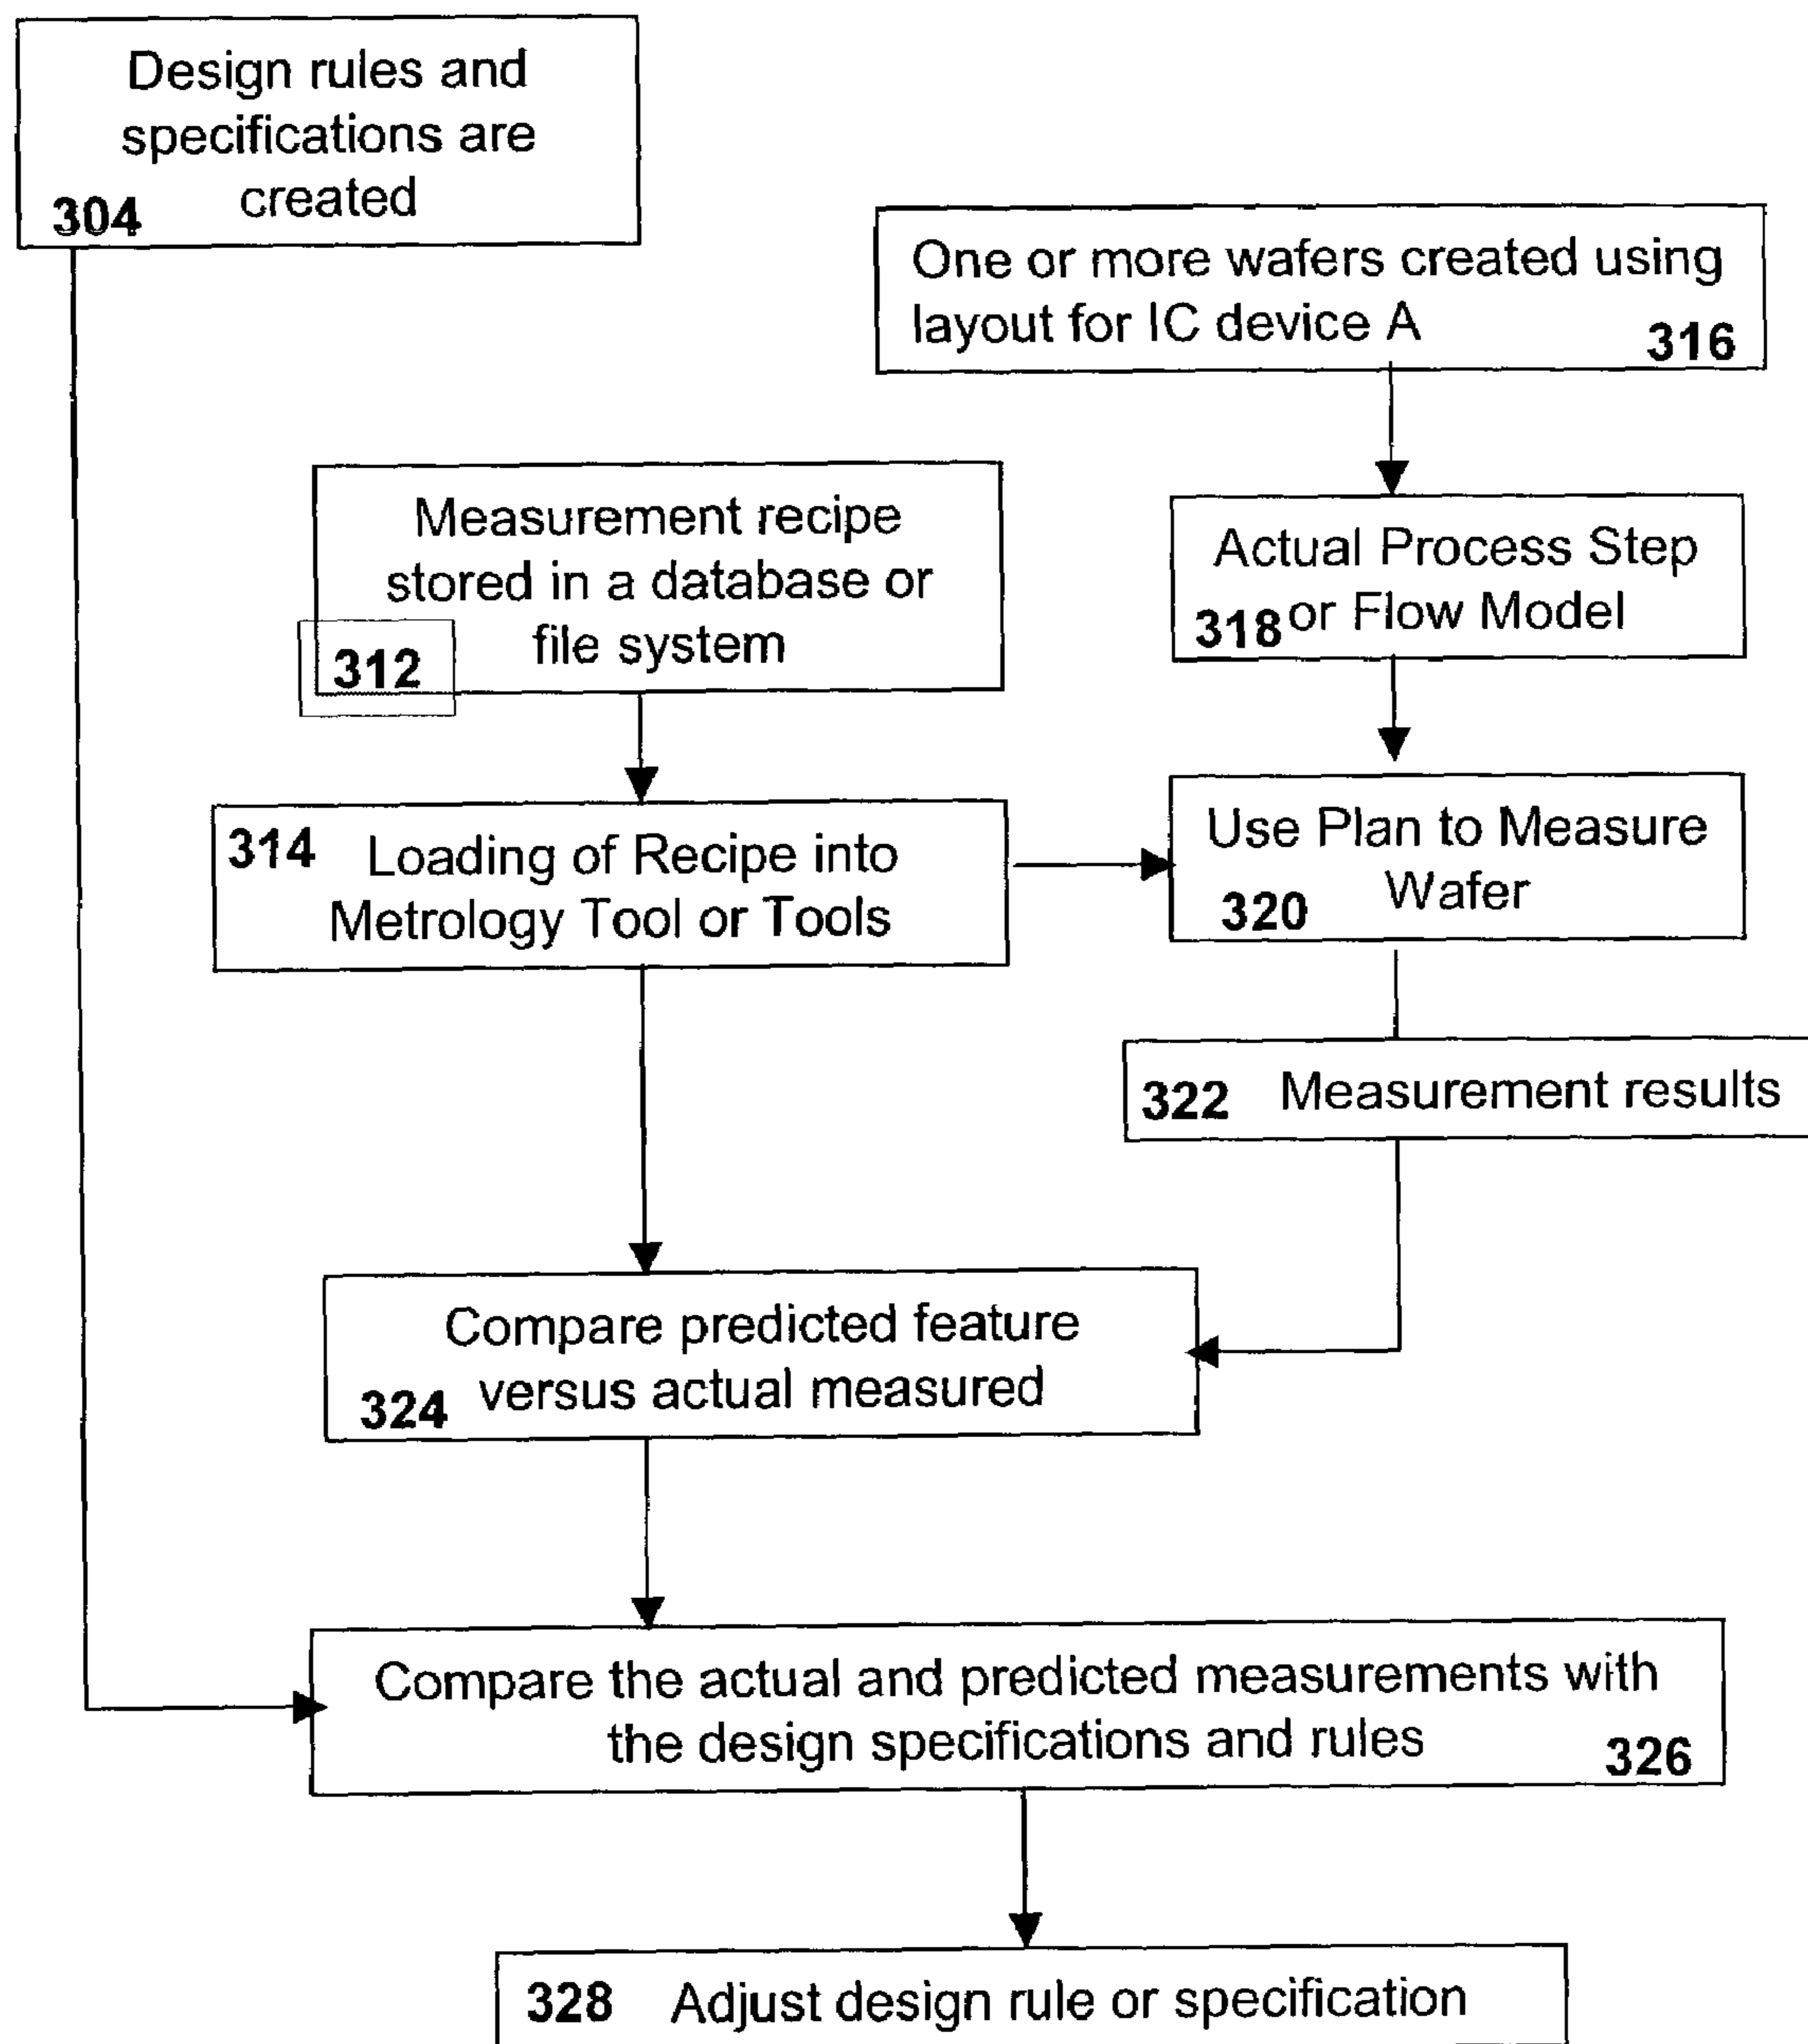 Design rules and
specifications are
created
304
One or more wafers created using
layout for IC device A
316
Measurement recipe
stored in a database or
file system
312
Actual Process Step
or Flow Model
318
314
Loading of Recipe into
Metrology Tool or Tools
Use Plan to Measure
Wafer
320
322 Measurement results
Compare predicted feature
versus actual measured
324
Compare the actual and predicted measurements with
the design specifications and rules
326
328 Adjust design rule or specification